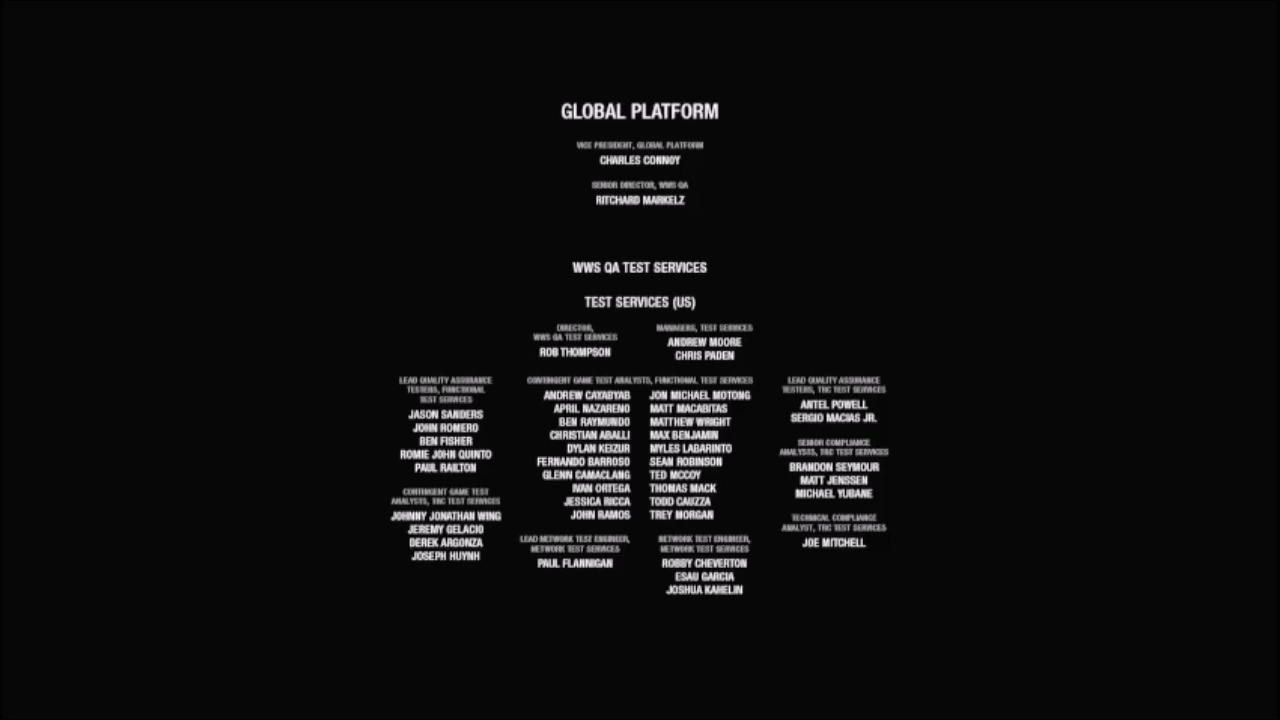 GLOBAL PLATFORM
VICE PRESIDENT, GLOBAL PLATFORM
CHARLES CONNOY
SENIOR DIRECTOR, WWS QA
RITCHARD MARKELZ
WWS QA TEST SERVICES
TEST SERVICES (US)
DIRECTOR,
WWS QA TEST SERVICES
ROB THOMPSON
MANAGERS, TEST SERVICES
ANDREW MOORE
CHRIS PADEN
LEAD QUALITY ASSURANCE
TESTERS, FUNCTIONAL
TEST SERVICES
JASON SANDERS
JOHN ROMERO
BEN FISHER
ROMIE JOHN QUINTO
PAUL RAILTON
CONTINGENT GAME TEST
ANALYSTS, TRC TEST SERVICES
JOHNNY JONATHAN WING
JEREMY GELACIO
DEREK ARGONZA
JOSEPH HUYNH
CONTINGENT GAME TEST ANALYSTS, FUNCTIONAL TEST SERVICES
ANDREW CAYABYAB
APRIL NAZARENO
BEN RAYMUNDO
CHRISTIAN ABALLI
DYLAN KEIZUR
FERNANDO BARROSO
GLENN CAMACLANG
IVAN ORTEGA
JESSICA RICCA
JOHN RAMOS
JON MICHAEL MOTONG
MATT MACABITAS
MATTHEW WRIGHT
MAX BENJAMIN
MYLES LABARINTO
SEAN ROBINSON
TED MCCOY
THOMAS MACK
TODD CAUZZA
TREY MORGAN
LEAD NETWORK TEST ENGINEER,
NETWORK TEST SERVICES
PAUL FLANNIGAN
NETWORK TEST ENGINEER,
NETWORK TEST SERVICES
ROBBY CHEVERTON
ESAU GARCIA
JOSHUA KAHELIN
LEAD QUALITY ASSURANCE
TESTERS, TRC TEST SERVICES
ANTEL POWELL
SERGIO MACIAS JR.
SENIOR COMPLIANCE
ANALYSTS, TRC TEST SERVICES
BRANDON SEYMOUR
MATT JENSSEN
MICHAEL YUBANE
TECHNICAL COMPLIANCE
ANALYST, TRC TEST SERVICES
JOE MITCHELL